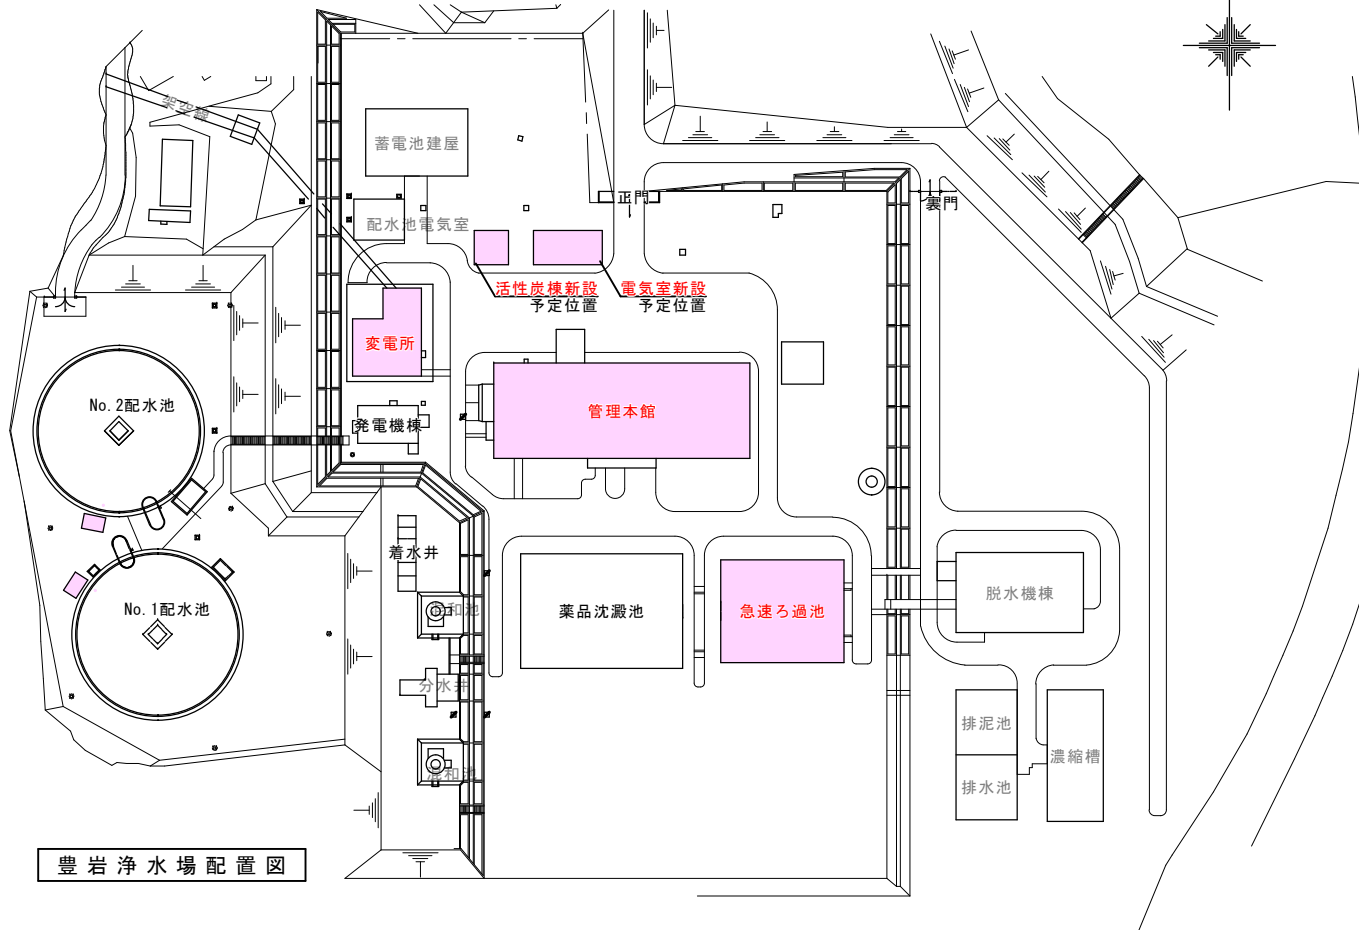 架空線
蓄電池建屋
正門
裏門
配水池電気室
活性炭棟新設
予定位置
電気室新設
予定位置
変電所
No.2配水池
発電機棟
管理本館
着水井
No.1配水池
混和池
薬品沈澱池
急速ろ過池
脱水機棟
分水井
排泥池
濃縮槽
混和池
排水池
豊岩浄水場配置図